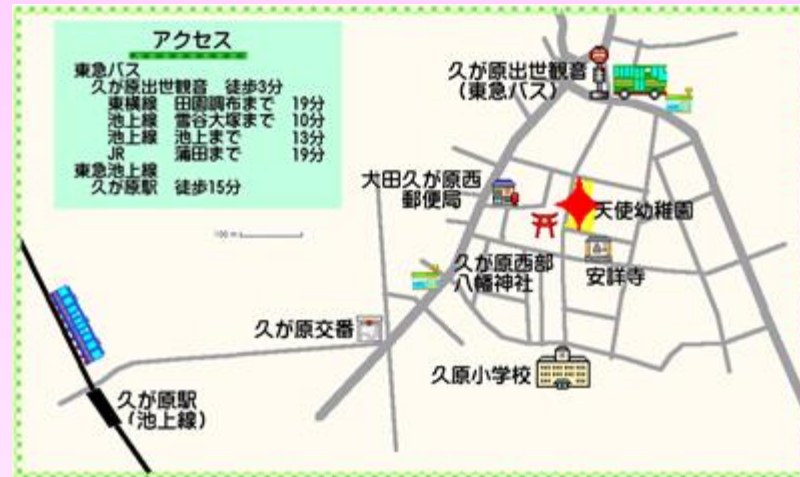 アクセス
東急バス
久が原出世観音 徒歩3分
東横線 田園調布まで 19分
池上線 雪谷大塚まで 10分
池上線 池上まで 13分
JR 蒲田まで 19分
東急池上線
久が原駅 徒歩15分
久が原出世観音
(東急バス)
大田久が原西
郵便局
天使幼稚園
久が原西部
八幡神社
安詳寺
久が原交番
久原小学校
久が原駅
(池上線)